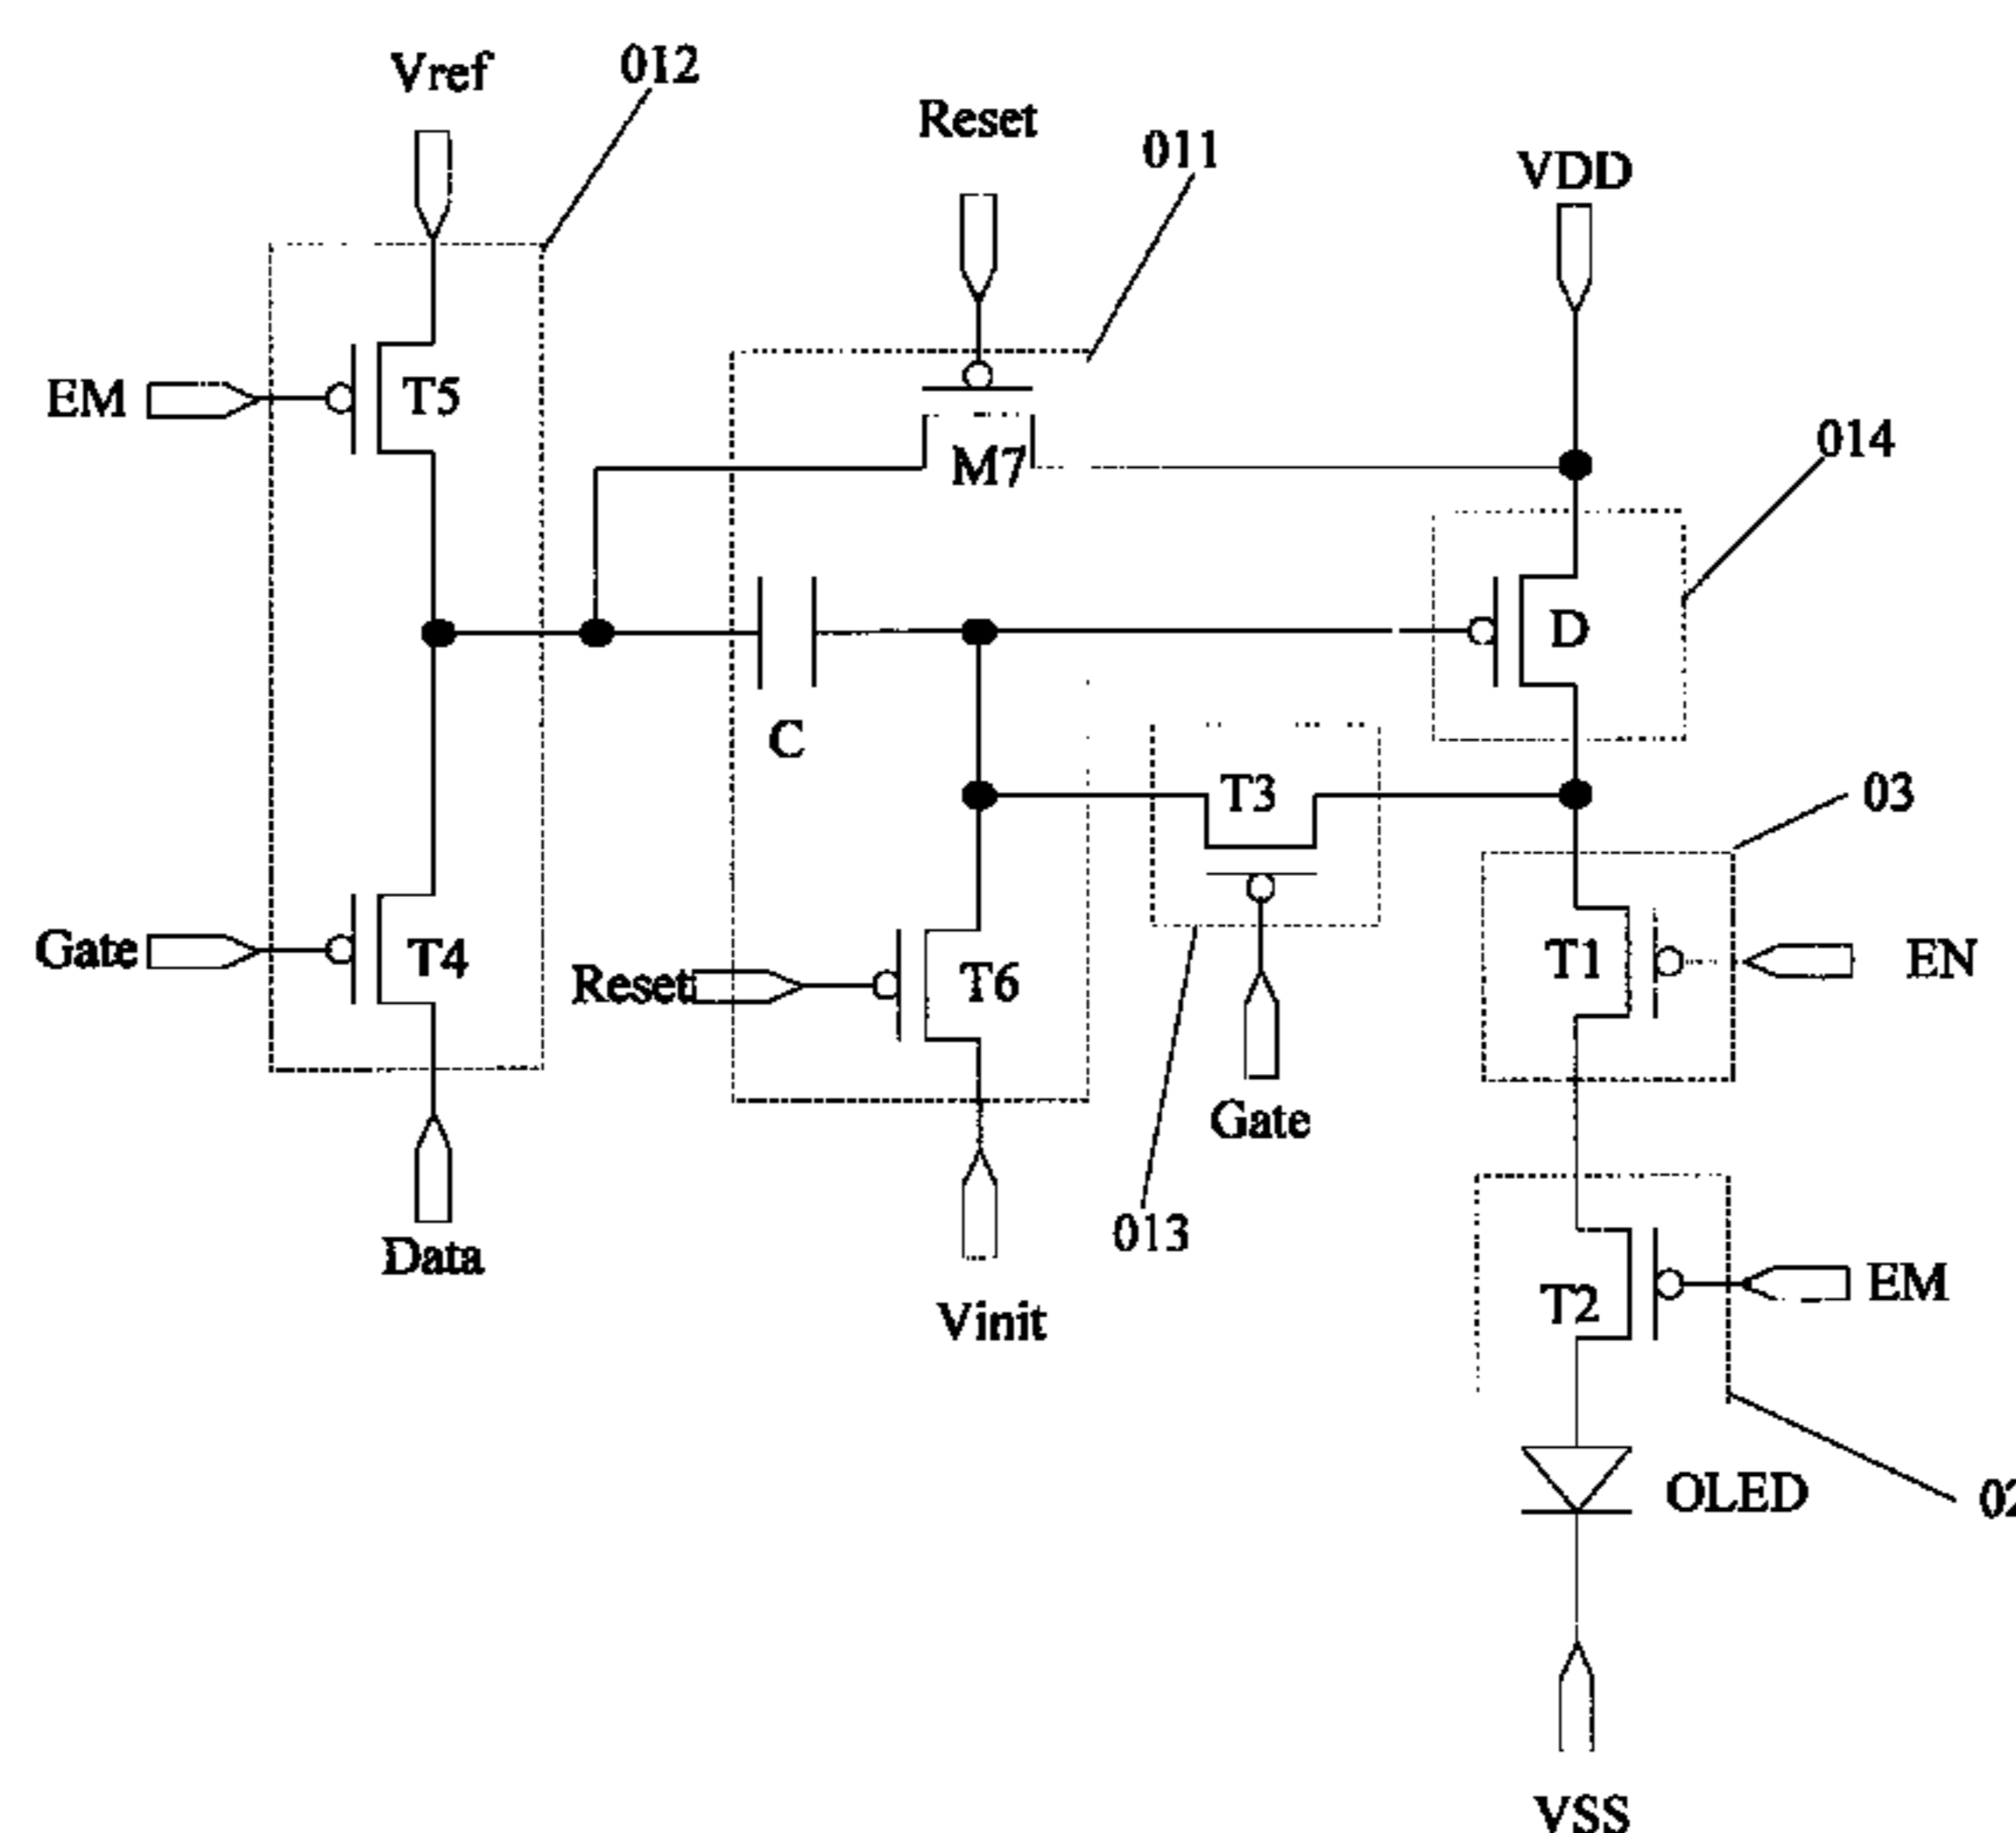 Vref
012
Reset
011
VDD
EM
T5
M7
014
D
C
T3
03
Gate
T4
Reset
T6
T1
EN
Gate
Data
013
Vinit
T2
EM
OLED
02
VSS